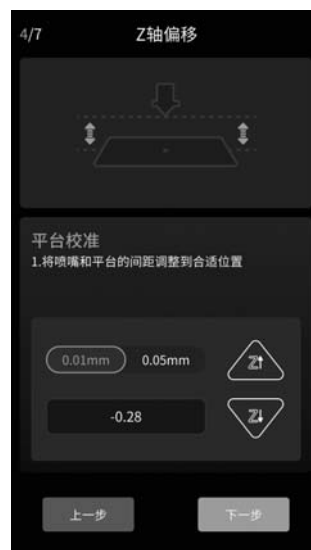 4/7
Z轴偏移
平台校准
1.将喷嘴和平台的间距调整到合适位置
0.01mm
0.05mm
Z↑
-0.28
Z↓
上一步
下一步